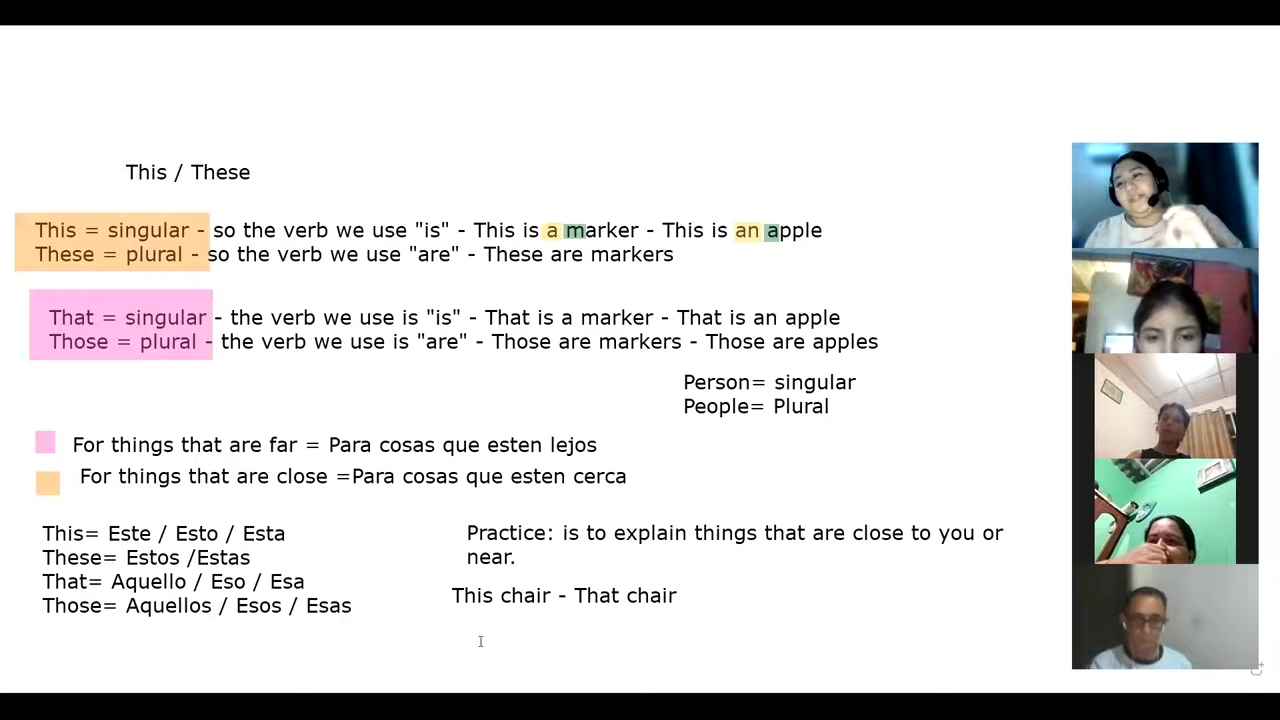 This / These
This = singular - so the verb we use "is" - This is a marker - This is an apple
These = plural - so the verb we use "are" - These are markers
That = singular - the verb we use is "is" - That is a marker - That is an apple
Those = plural - the verb we use is "are" - Those are markers - Those are apples
Person= singular
People= Plural
For things that are far = Para cosas que esten lejos
For things that are close =Para cosas que esten cerca
This= Este / Esto / Esta
These= Estos /Estas
That= Aquello / Eso / Esa
Those= Aquellos / Esos / Esas
Practice: is to explain things that are close to you or
near.
This chair - That chair